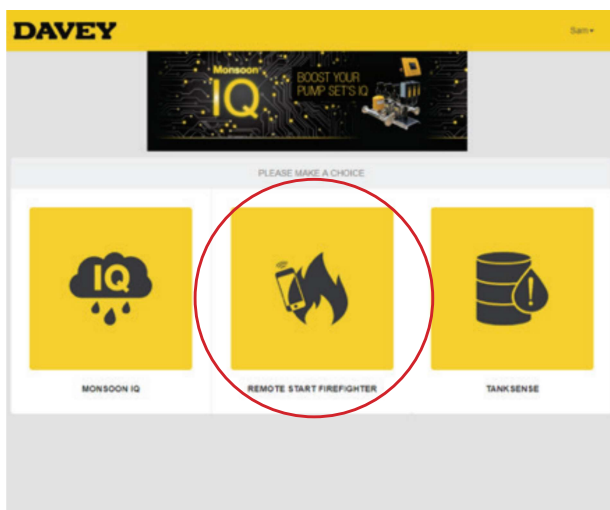 DAVEY
Sam
Monsoon
IQ
BOOST YOUR
PUMP SET'S IQ
PLEASE MAKE A CHOICE
IQ
!
MONSOON IQ
REMOTE START FIREFIGHTER
TANKSENSE